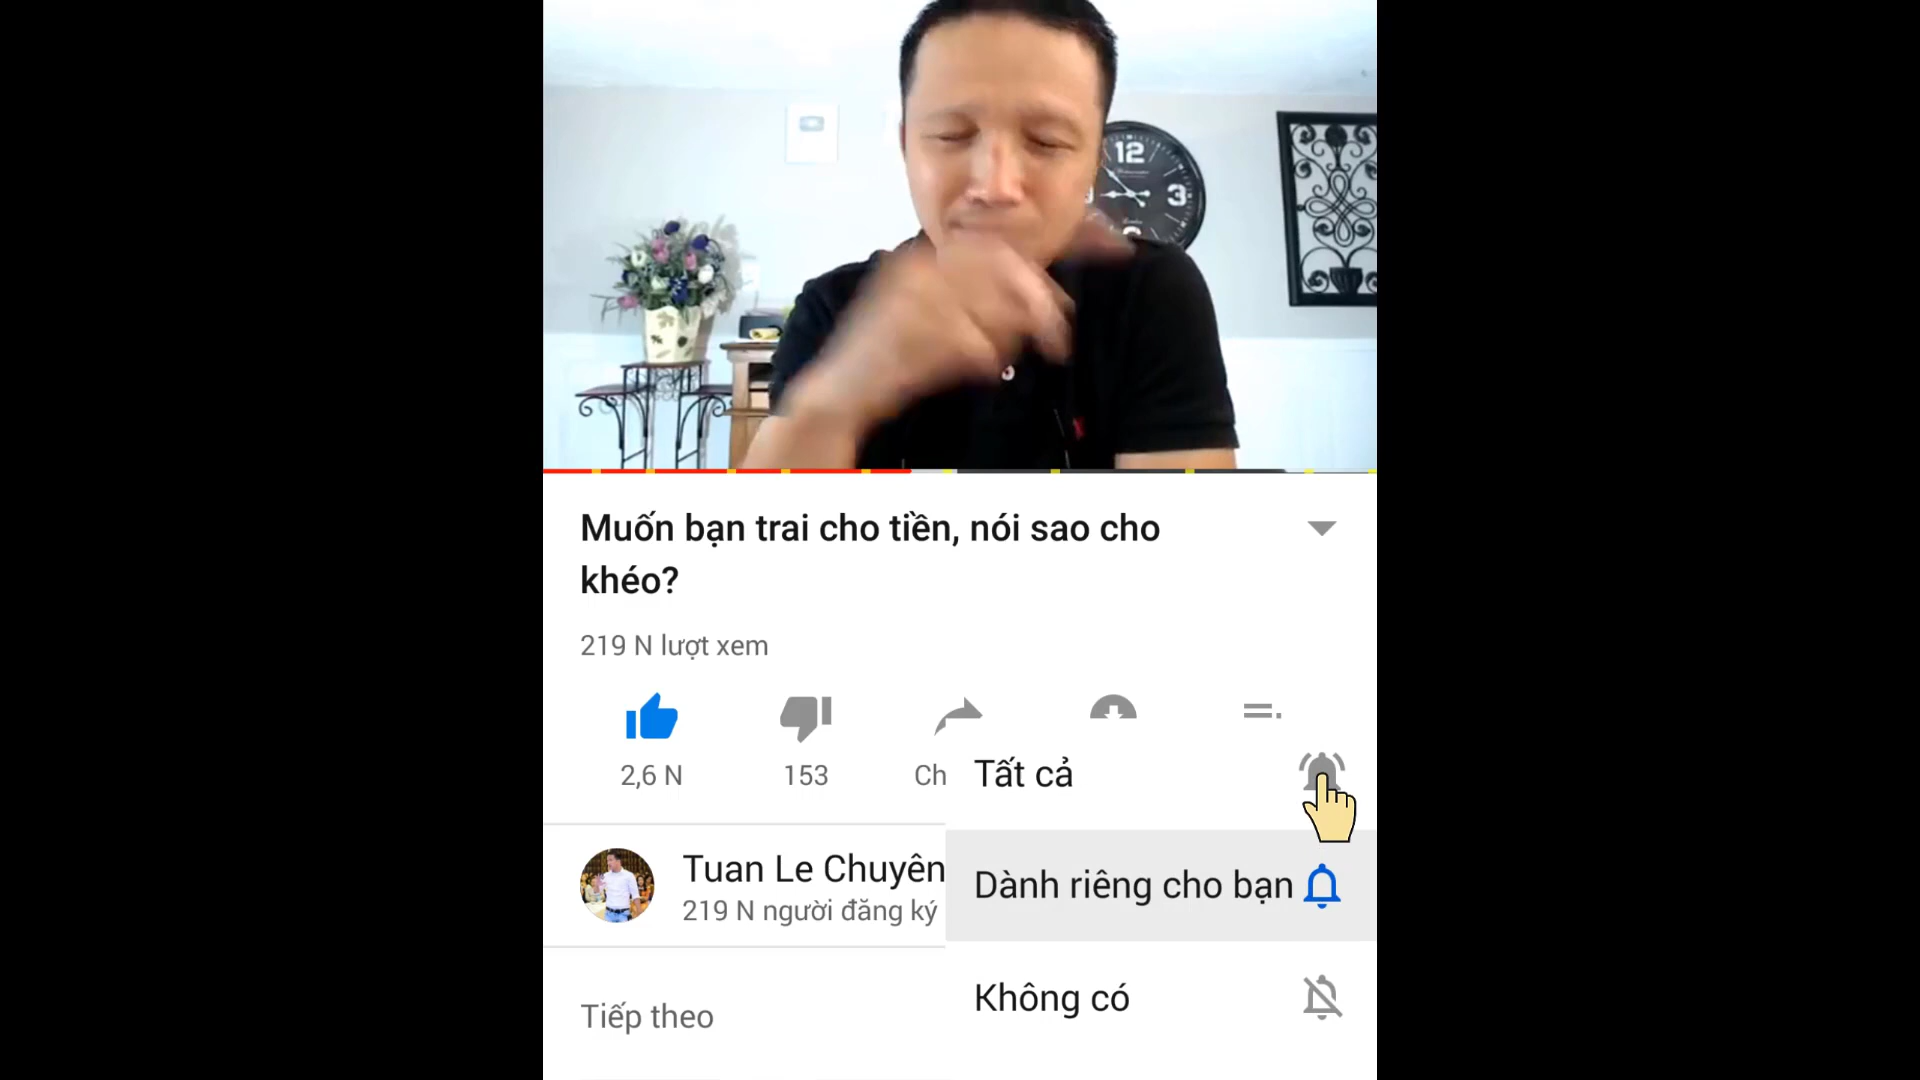 12
3
Muốn bạn trai cho tiền, nói sao cho
khéo?
219 N lượt xem
2,6 N
153
Ch
Tất cả
Tuan Le Chuyên
219 N người đăng ký
Dành riêng cho bạn
Không có
Tiếp theo